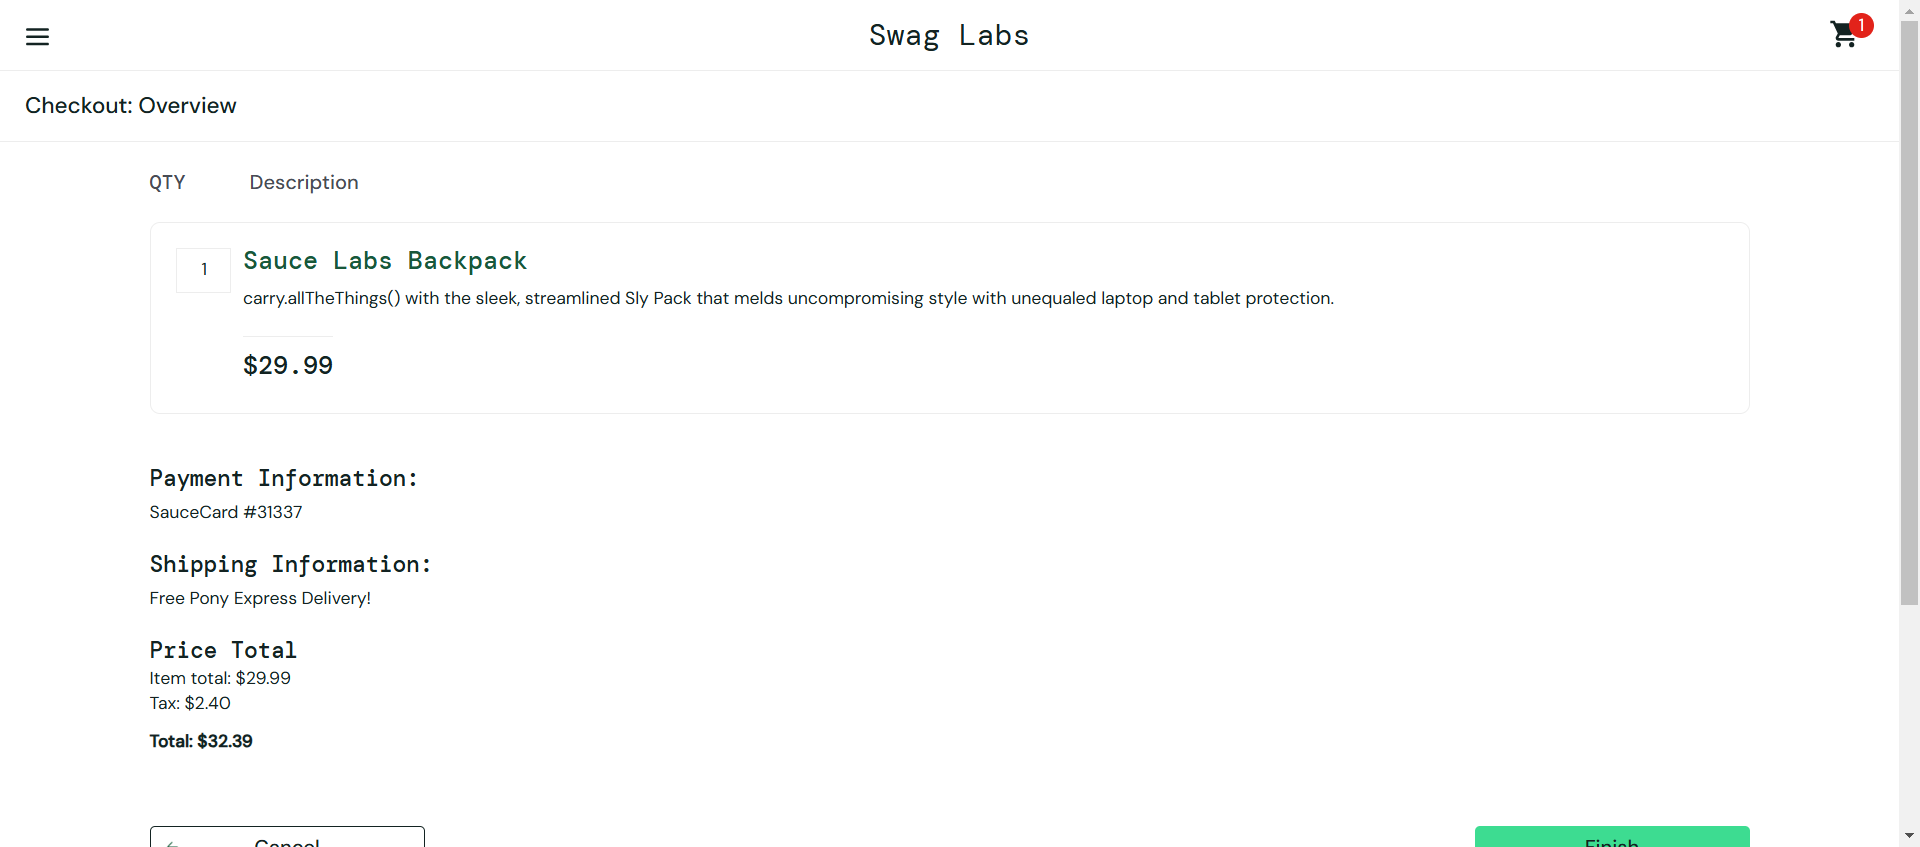 Swag Labs
1
Checkout: Overview
QTY Description
1
Sauce Labs Backpack
carry.allTheThings() with the sleek, streamlined Sly Pack that melds uncompromising style with unequaled laptop and tablet protection.
$29.99
Payment Information:
SauceCard #31337
Shipping Information:
Free Pony Express Delivery!
Price Total
Item total: $29.99
Tax: $2.40
Total: $32.39
Cancel Finish